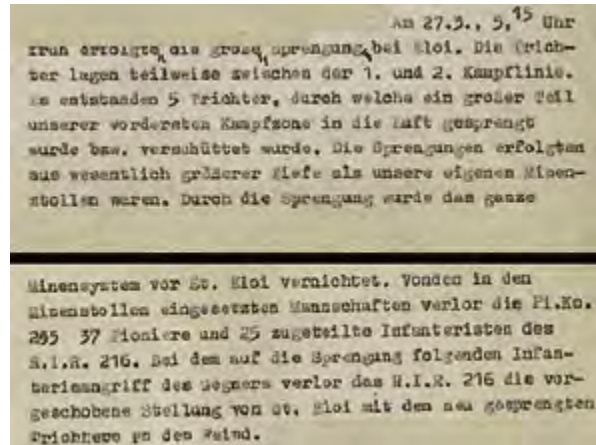 Am 27.3., 5,15 Uhr
früh erfolgte die große Sprengung bei Eloi. Die Trich-
ter lagen teilweise zwischen der 1. und 2. Kampflinie.
Es entstanden 5 Trichter, durch welche ein großer Teil
unserer vordersten Kampfzone in die Luft gesprengt
wurde bzw. verschüttet wurde. Die Sprengungen erfolgten
aus wesentlich größerer Tiefe als unsere eigenen Minen-
stollen waren. Durch die Sprengung wurde das ganze
Minensystem vor St. Eloi vernichtet. Vonden in den
Minenstollen eingesetzten Mannschaften verlor die Pi.Ko.
265 37 Pioniere und 25 zugeteilte Infanteristen des
R.I.R. 216. Bei dem auf die Sprengung folgenden Infan-
terieangriff des Gegners verlor das R.I.R. 216 die vor-
geschobene Stellung von St. Eloi mit den neu gesprengten
Trichtern an den Feind.